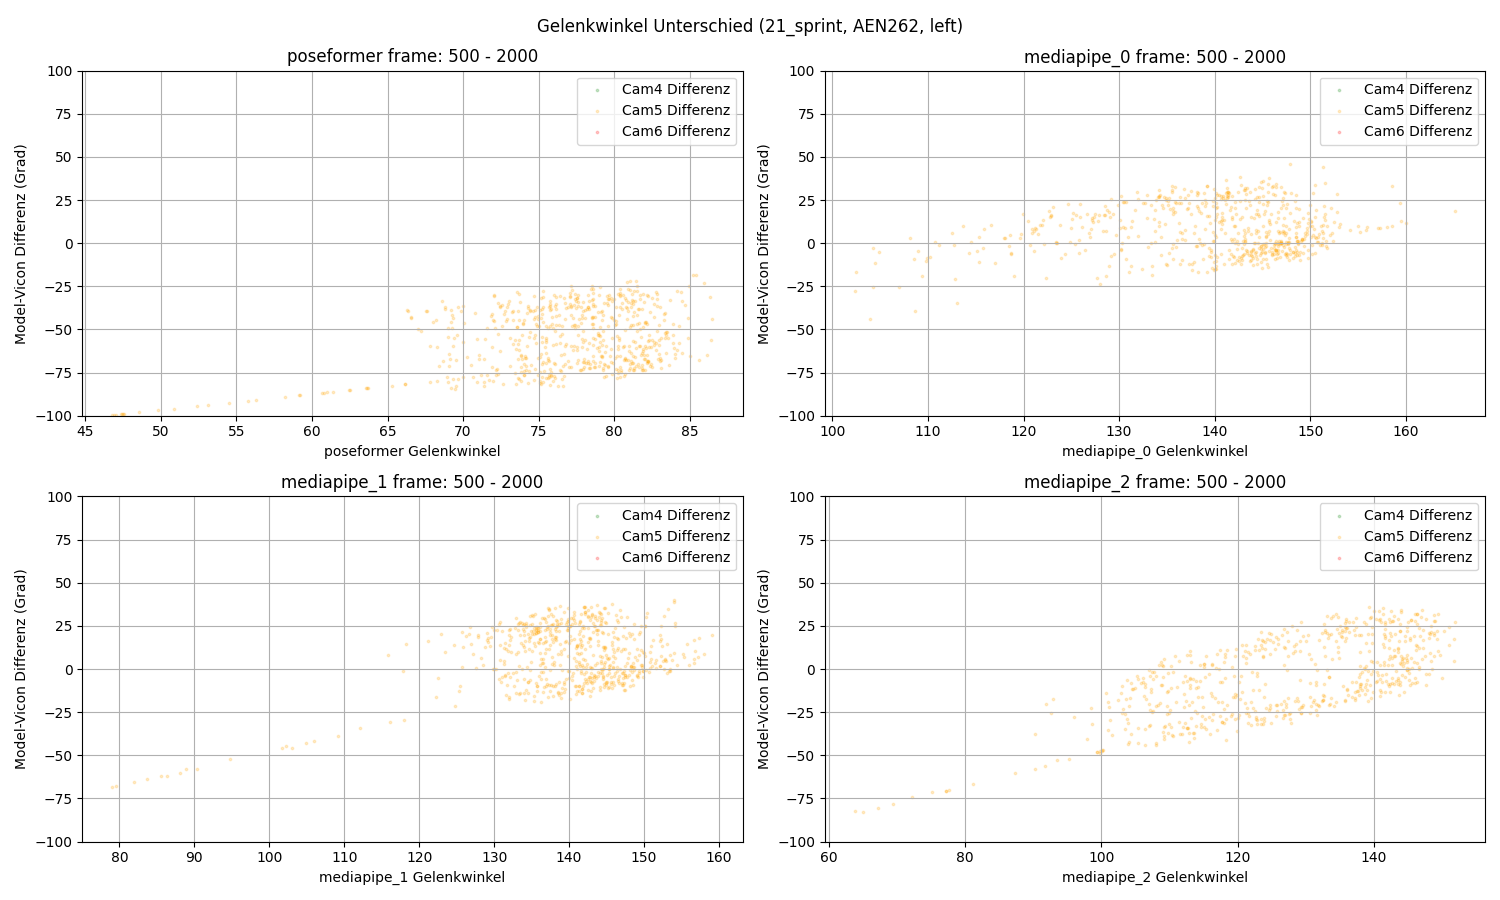 Gelenkwinkel Unterschied (21_sprint, AEN262, left)
poseformer frame: 500 - 2000
Model-Vicon Differenz (Grad)
100
75
50
25
0
−25
−50
−75
−100
Cam4 Differenz
Cam5 Differenz
Cam6 Differenz
45 50 55 60 65 70 75 80 85
poseformer Gelenkwinkel
mediapipe_0 frame: 500 - 2000
Model-Vicon Differenz (Grad)
100
75
50
25
0
−25
−50
−75
−100
Cam4 Differenz
Cam5 Differenz
Cam6 Differenz
100 110 120 130 140 150 160
mediapipe_0 Gelenkwinkel
mediapipe_1 frame: 500 - 2000
Model-Vicon Differenz (Grad)
100
75
50
25
0
−25
−50
−75
−100
Cam4 Differenz
Cam5 Differenz
Cam6 Differenz
80 90 100 110 120 130 140 150 160
mediapipe_1 Gelenkwinkel
mediapipe_2 frame: 500 - 2000
Model-Vicon Differenz (Grad)
100
75
50
25
0
−25
−50
−75
−100
Cam4 Differenz
Cam5 Differenz
Cam6 Differenz
60 80 100 120 140
mediapipe_2 Gelenkwinkel